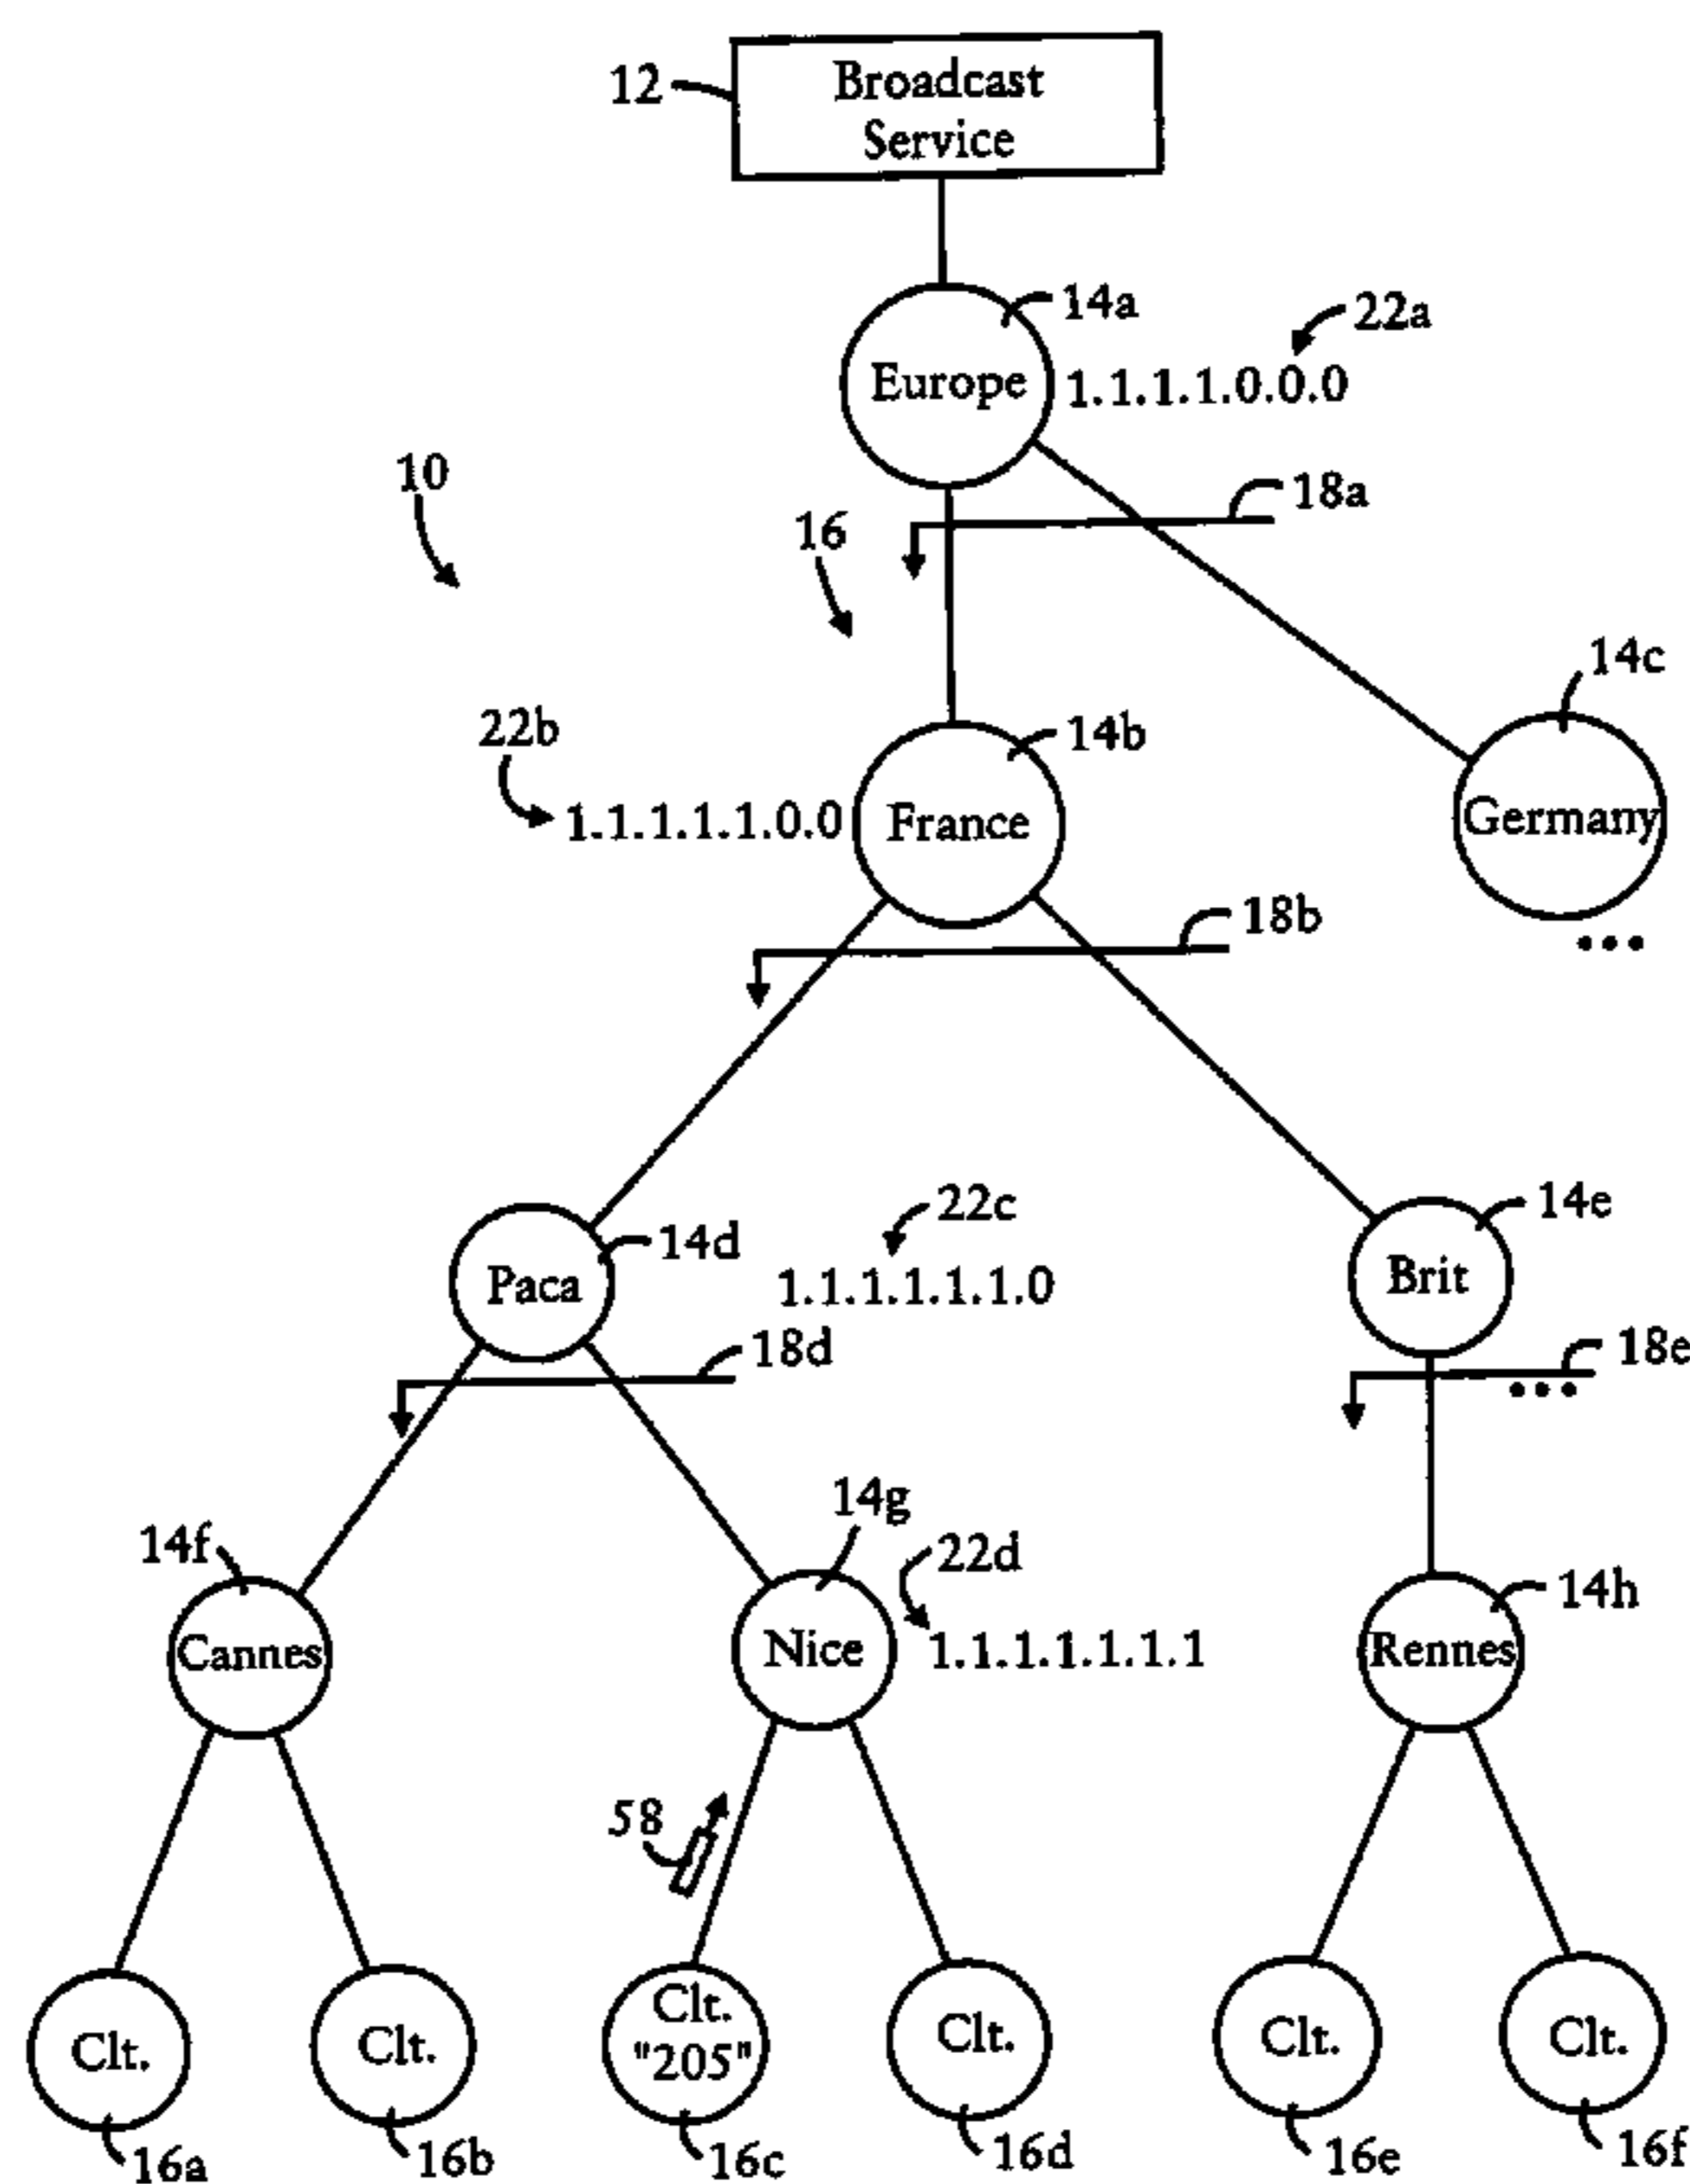 12
Broadcast
Service
14a
22a
Europe
1.1.1.1.0.0.0
10
18a
16
14c
22b
14b
1.1.1.1.1.0.0
France
Germany
18b
...
22c
14e
14d
Paca
1.1.1.1.1.1.0
Brit
18d
18e
...
14g
14f
22d
14h
Cannes
Nice
1.1.1.1.1.1.1
Rennes
58
Clt.
Clt.
Clt.
"205"
Clt.
Clt.
Clt.
16a
16b
16c
16d
16e
16f